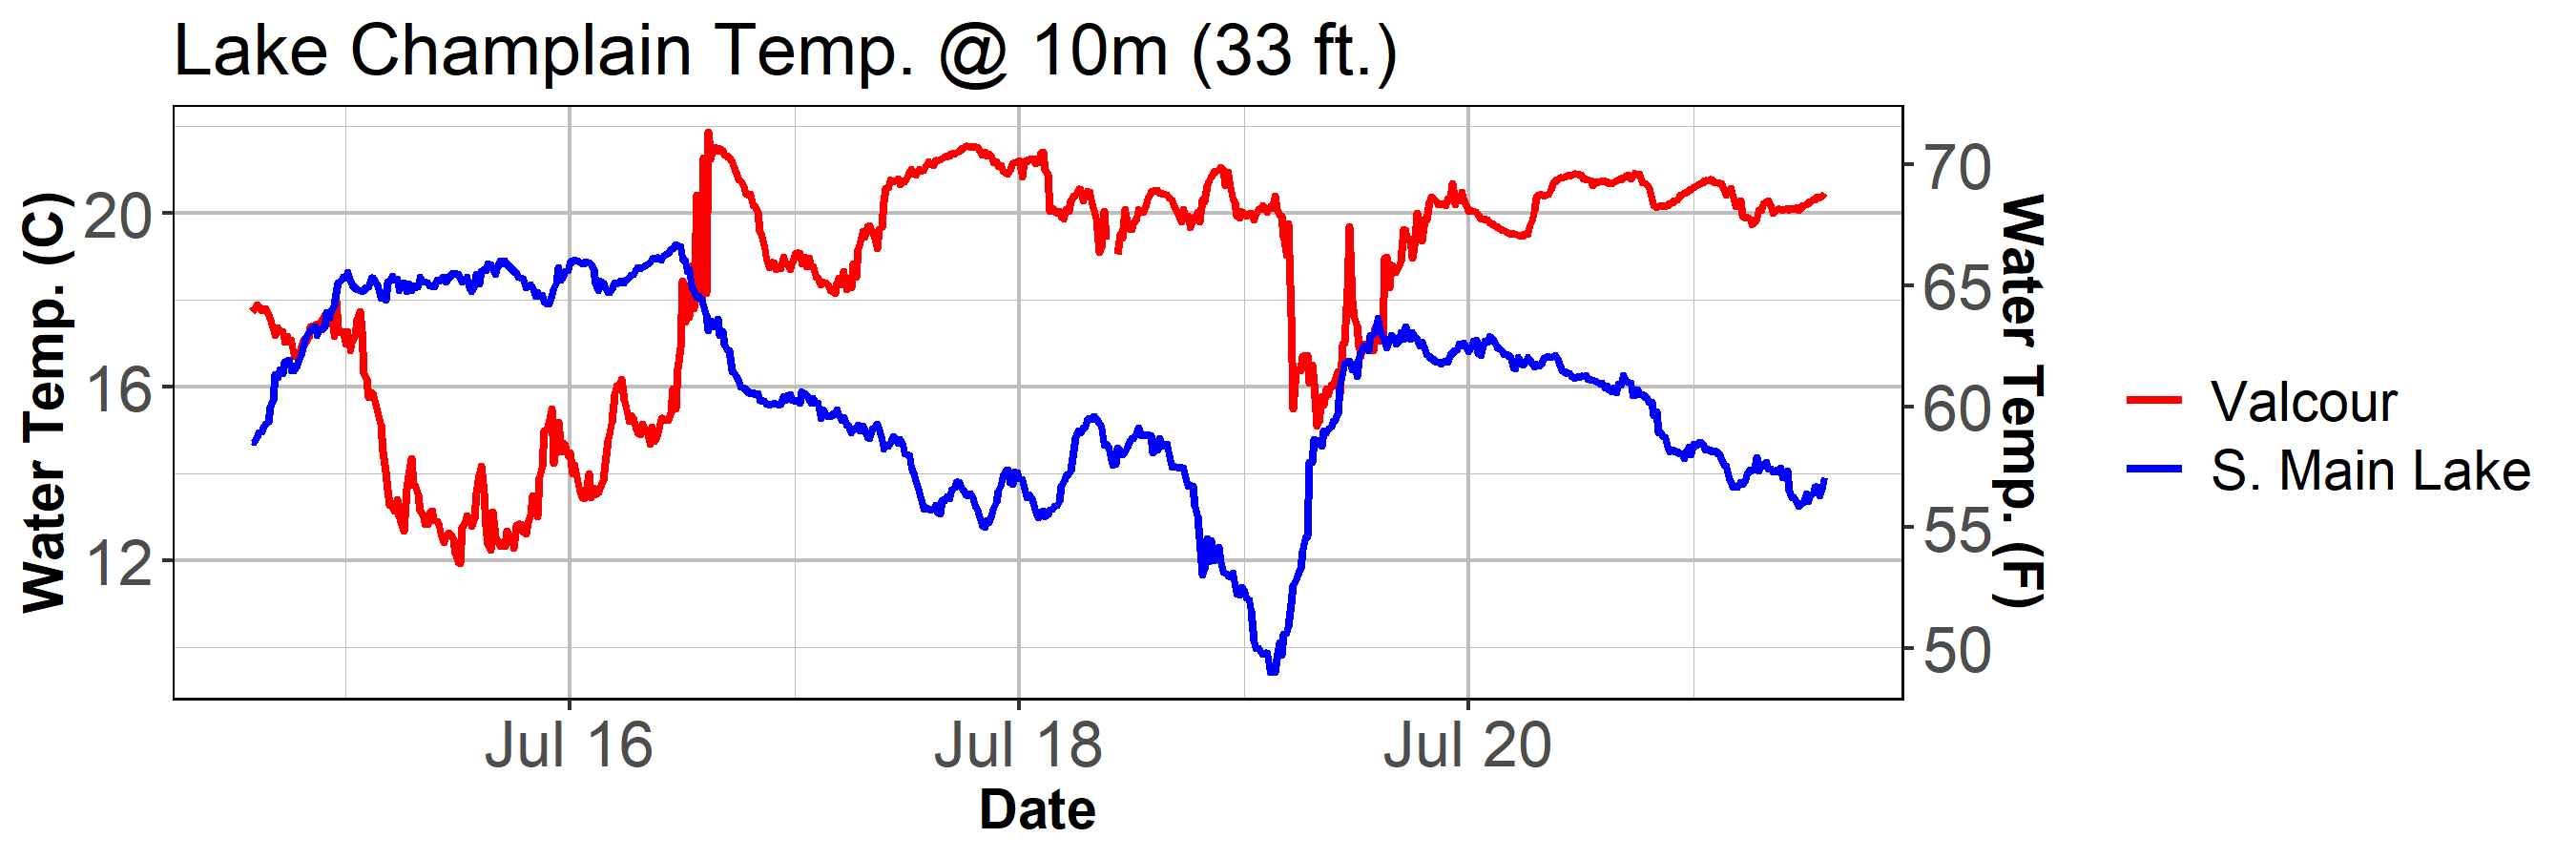 Lake Champlain Temp. @ 10m (33 ft.)
Water Temp. (C)
20
16
12
70
65
60
55
50
Water Temp. (F)
Jul 16
Jul 18
Jul 20
Date
Valcour
S. Main Lake